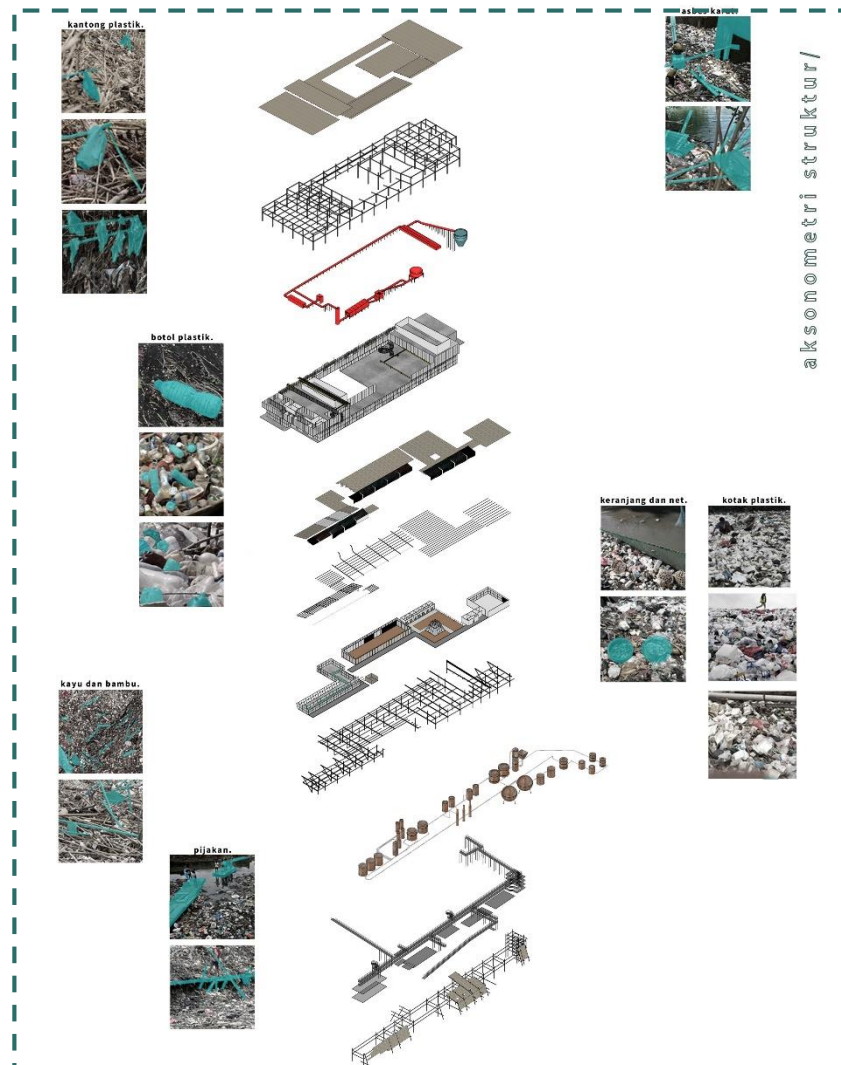 kantong plastik.
aksonometri struktur/
botol plastik.
keranjang dan net.
kotak plastik.
kayu dan bambu.
pijakan.